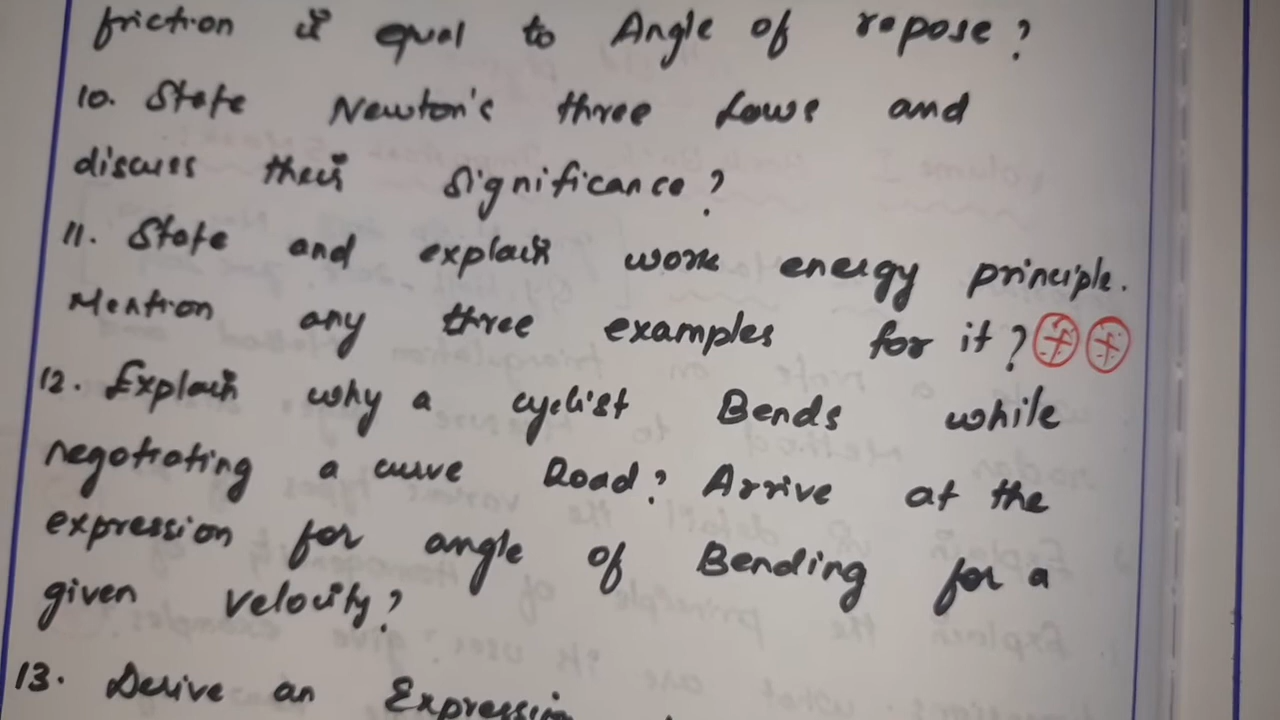 friction is equal to Angle of repose?
10. State Newton's three Laws and
discuss their significance?
11. State and explain work energy principle.
Mention any three examples for it?
12. Explain why a cyclist Bends while
negotiating a curve Road? Arrive at the
expression for angle of Bending for a
given velocity?
13. Derive an Expression